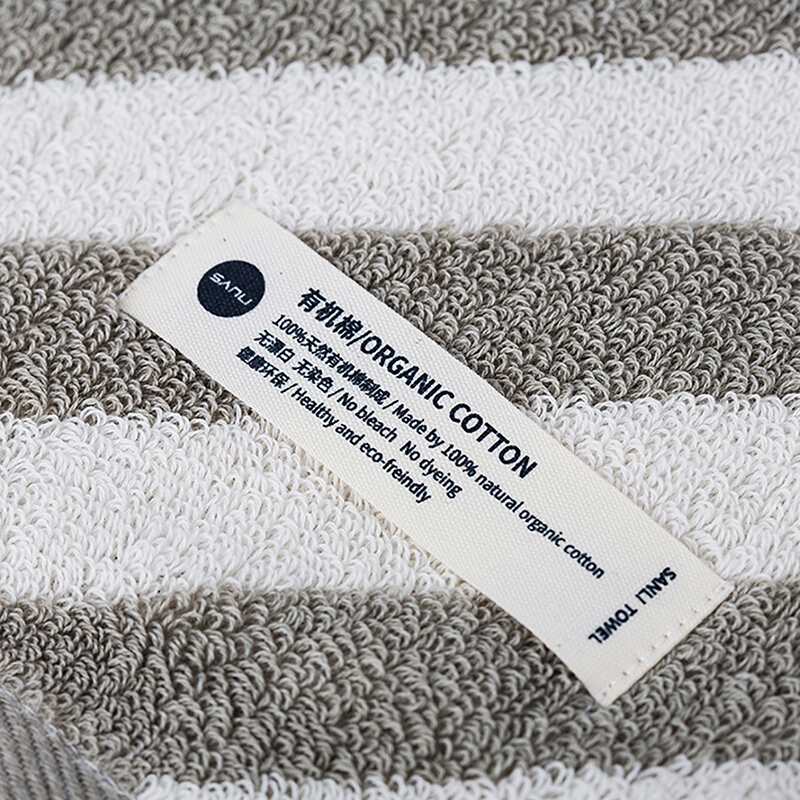 SANLI
有机棉/ORGANIC COTTON
100%天然有机棉制成 / Made by 100% natural organic cotton
无漂白 无染色 / No bleach No dyeing
健康环保 / Healthy and eco-freindly
SANLI TOWEL